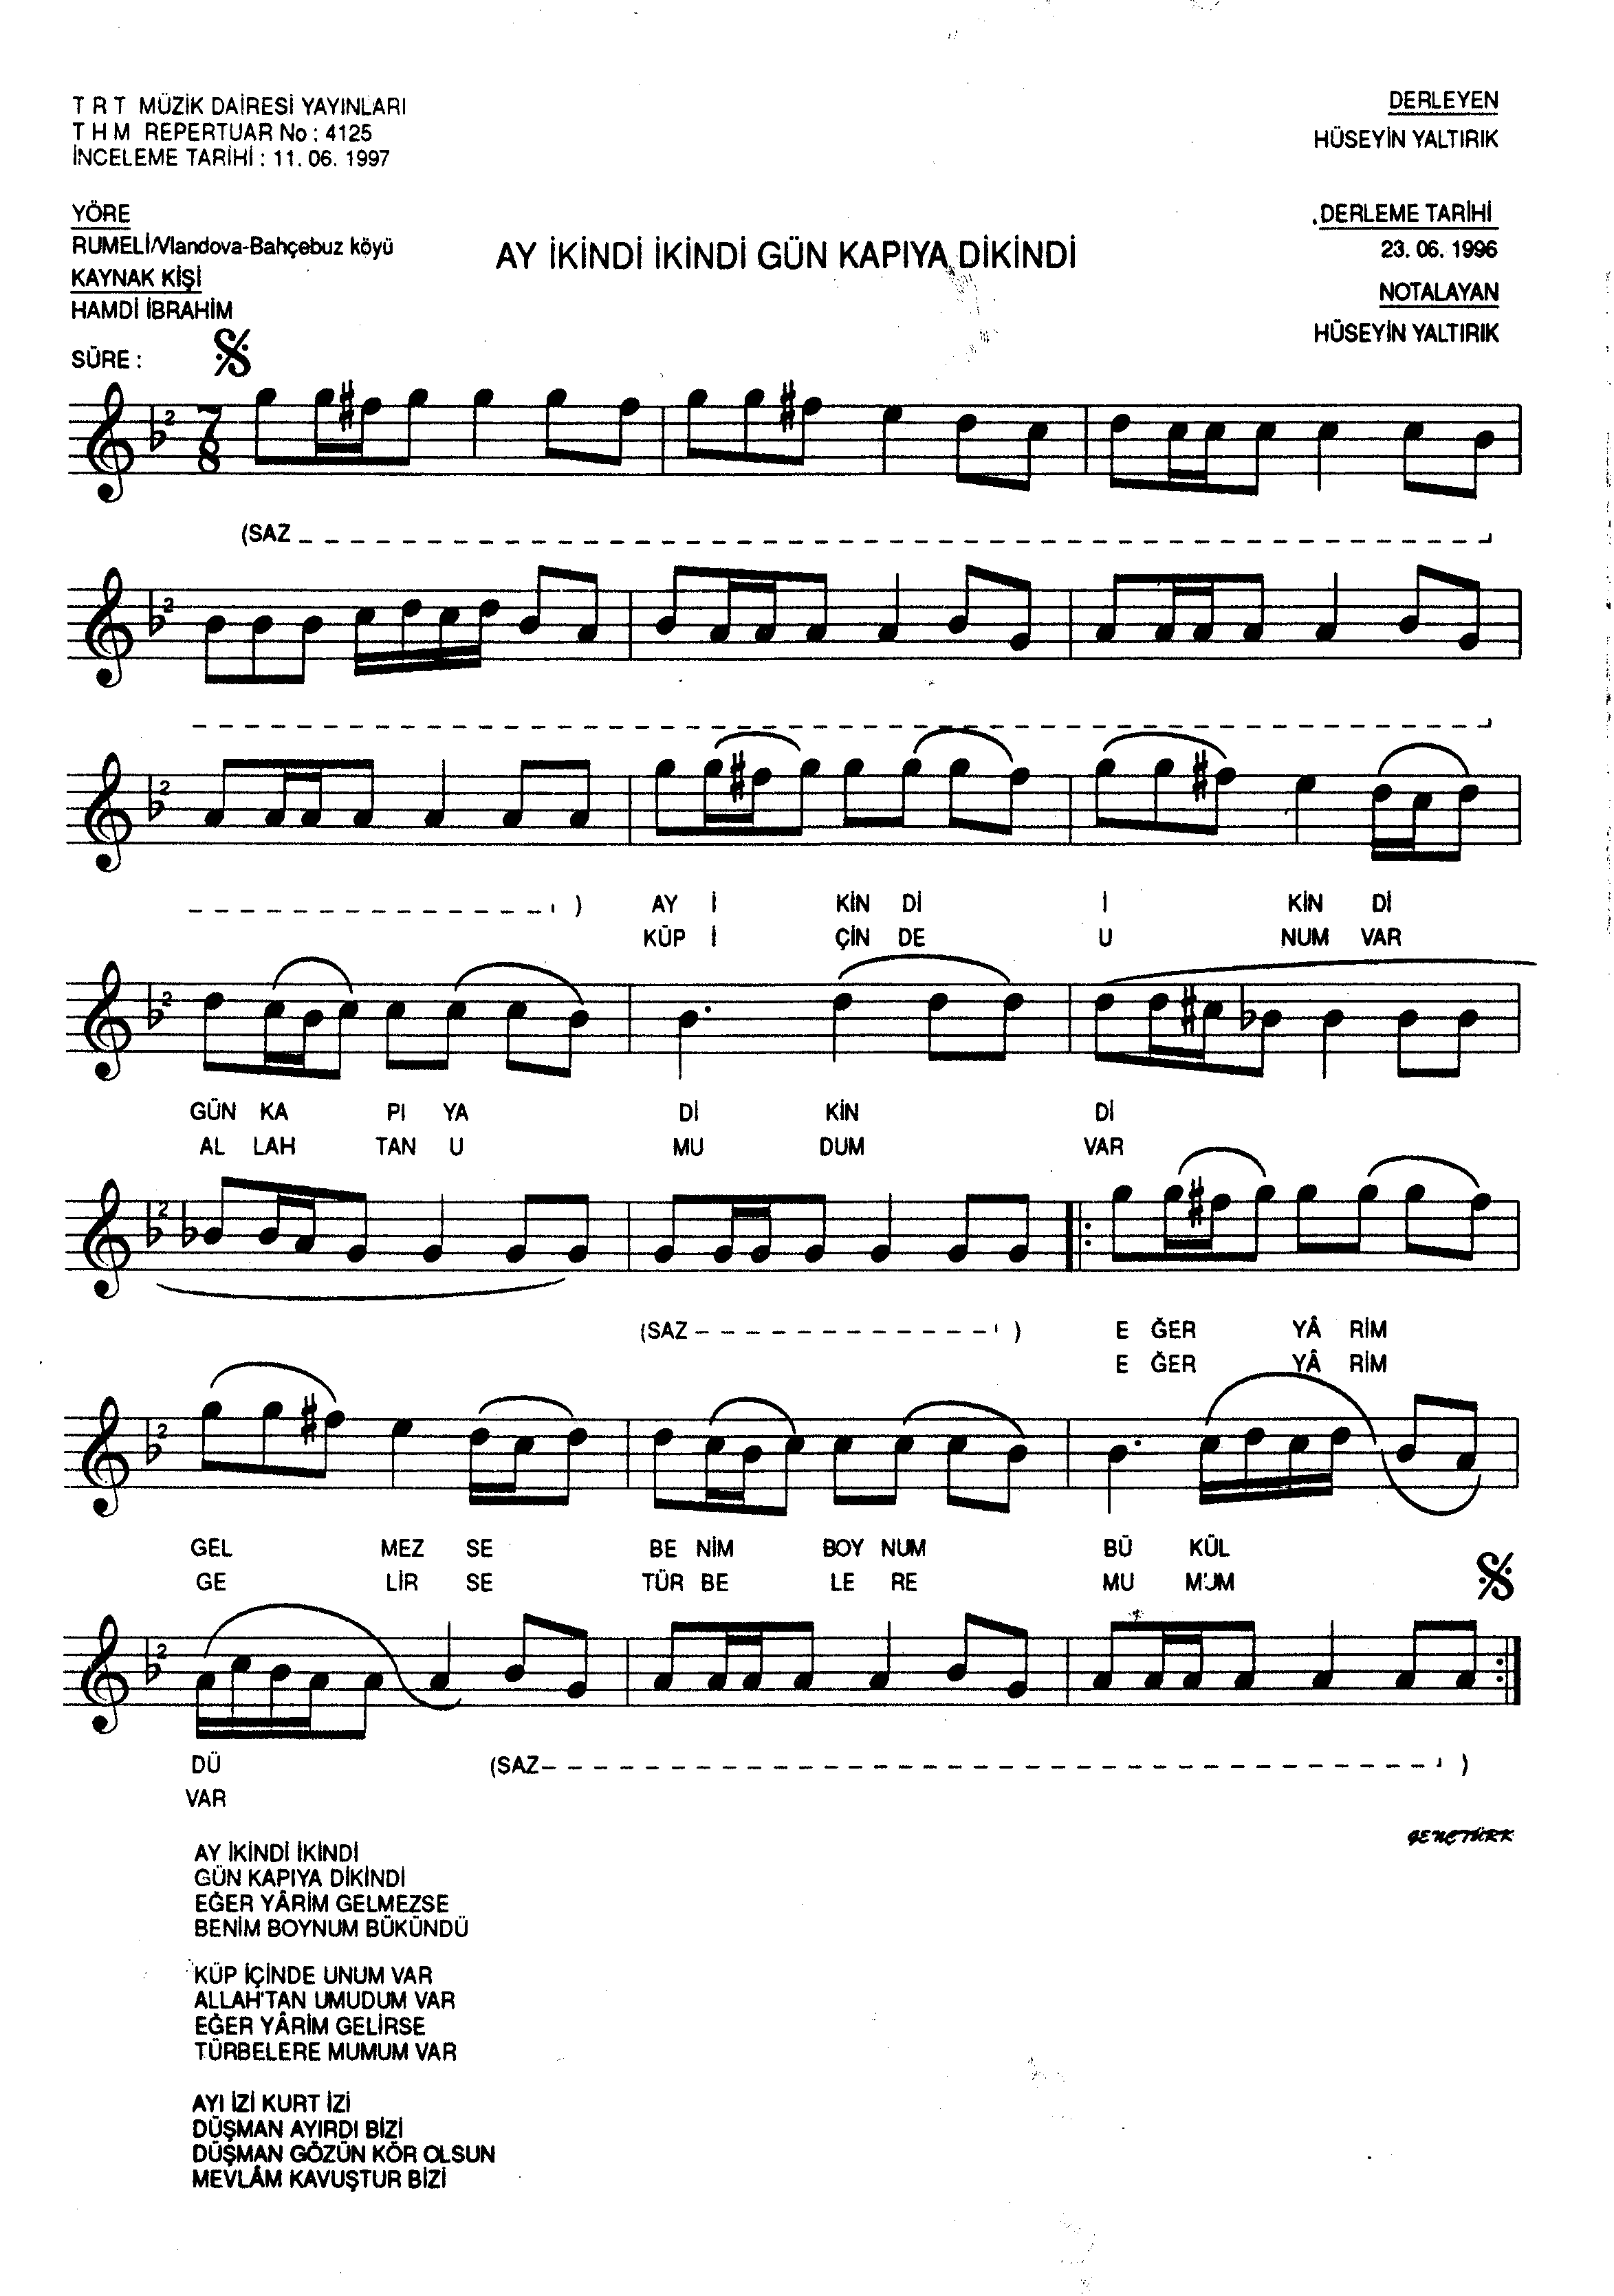 T R T MÜZİK DAİRESİ YAYINLARI
T H M REPERTUAR No : 4125
İNCELEME TARİHİ : 11. 06. 1997
DERLEYEN
HÜSEYİN YALTIRIK
YÖRE
RUMELİ/Vlandova-Bahçebuz köyü
KAYNAK KİŞİ
HAMDİ İBRAHİM
SÜRE :
AY İKİNDİ İKİNDİ GÜN KAPIYA DİKİNDİ
DERLEME TARİHİ
23. 06. 1996
NOTALAYAN
HÜSEYİN YALTIRIK
(SAZ
)
AY İ KİN Dİ İ KİN Dİ
KÜP İ ÇİN DE U NUM VAR
GÜN KA PI YA Dİ KİN Dİ
AL LAH TAN U MU DUM VAR
(SAZ )
E ĞER YÂ RİM
E ĞER YÂ RİM
GEL MEZ SE BE NİM BOY NUM BÜ KÜL
GE LİR SE TÜR BE LE RE MU MUM
DÜ (SAZ )
VAR
GENÇTÜRK
AY İKİNDİ İKİNDİ
GÜN KAPIYA DİKİNDİ
EĞER YÂRİM GELMEZSE
BENİM BOYNUM BÜKÜNDÜ
KÜP İÇİNDE UNUM VAR
ALLAH'TAN UMUDUM VAR
EĞER YÂRİM GELİRSE
TÜRBELERE MUMUM VAR
AYI İZİ KURT İZİ
DÜŞMAN AYIRDI BİZİ
DÜŞMAN GÖZÜN KÖR OLSUN
MEVLÂM KAVUŞTUR BİZİ